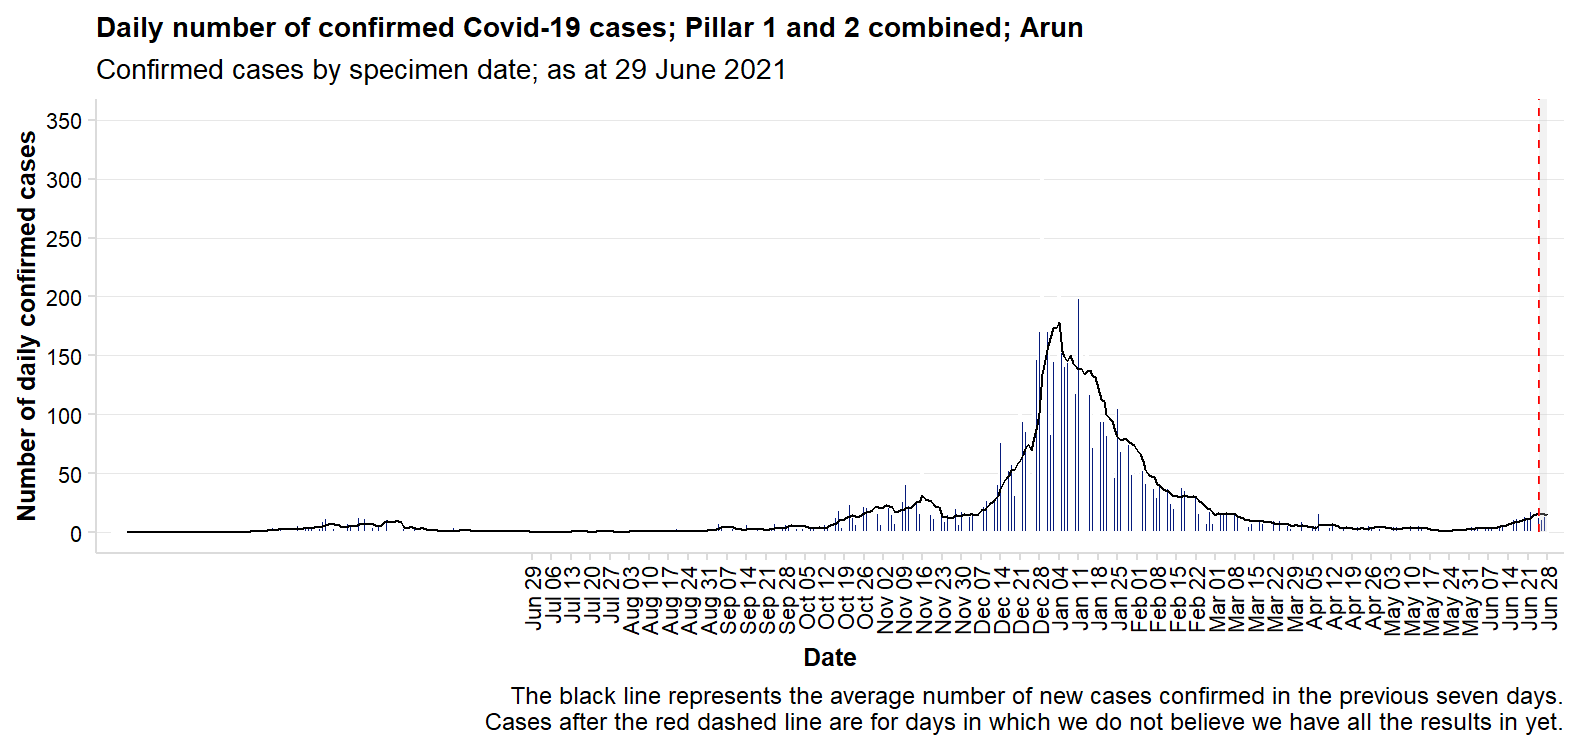 Daily number of confirmed Covid-19 cases; Pillar 1 and 2 combined; Arun
Confirmed cases by specimen date; as at 29 June 2021
Number of daily confirmed cases
350
300
250
200
150
100
50
0
Jun 29
Jul 06
Jul 13
Jul 20
Jul 27
Aug 03
Aug 10
Aug 17
Aug 24
Aug 31
Sep 07
Sep 14
Sep 21
Sep 28
Oct 05
Oct 12
Oct 19
Oct 26
Nov 02
Nov 09
Nov 16
Nov 23
Nov 30
Dec 07
Dec 14
Dec 21
Dec 28
Jan 04
Jan 11
Jan 18
Jan 25
Feb 01
Feb 08
Feb 15
Feb 22
Mar 01
Mar 08
Mar 15
Mar 22
Mar 29
Apr 05
Apr 12
Apr 19
Apr 26
May 03
May 10
May 17
May 24
May 31
Jun 07
Jun 14
Jun 21
Jun 28
Date
The black line represents the average number of new cases confirmed in the previous seven days.
Cases after the red dashed line are for days in which we do not believe we have all the results in yet.